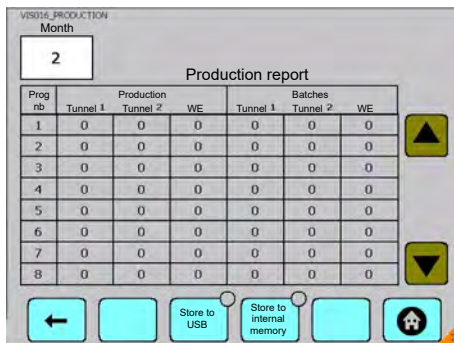 VIS016_PRODUCTION
Month
2
Production report
Prog nb Production Batches
Tunnel 1 Tunnel 2 WE Tunnel 1 Tunnel 2 WE
1 0 0 0 0 0 0
2 0 0 0 0 0 0
3 0 0 0 0 0 0
4 0 0 0 0 0 0
5 0 0 0 0 0 0
6 0 0 0 0 0 0
7 0 0 0 0 0 0
8 0 0 0 0 0 0
Store to
USB
Store to
internal
memory